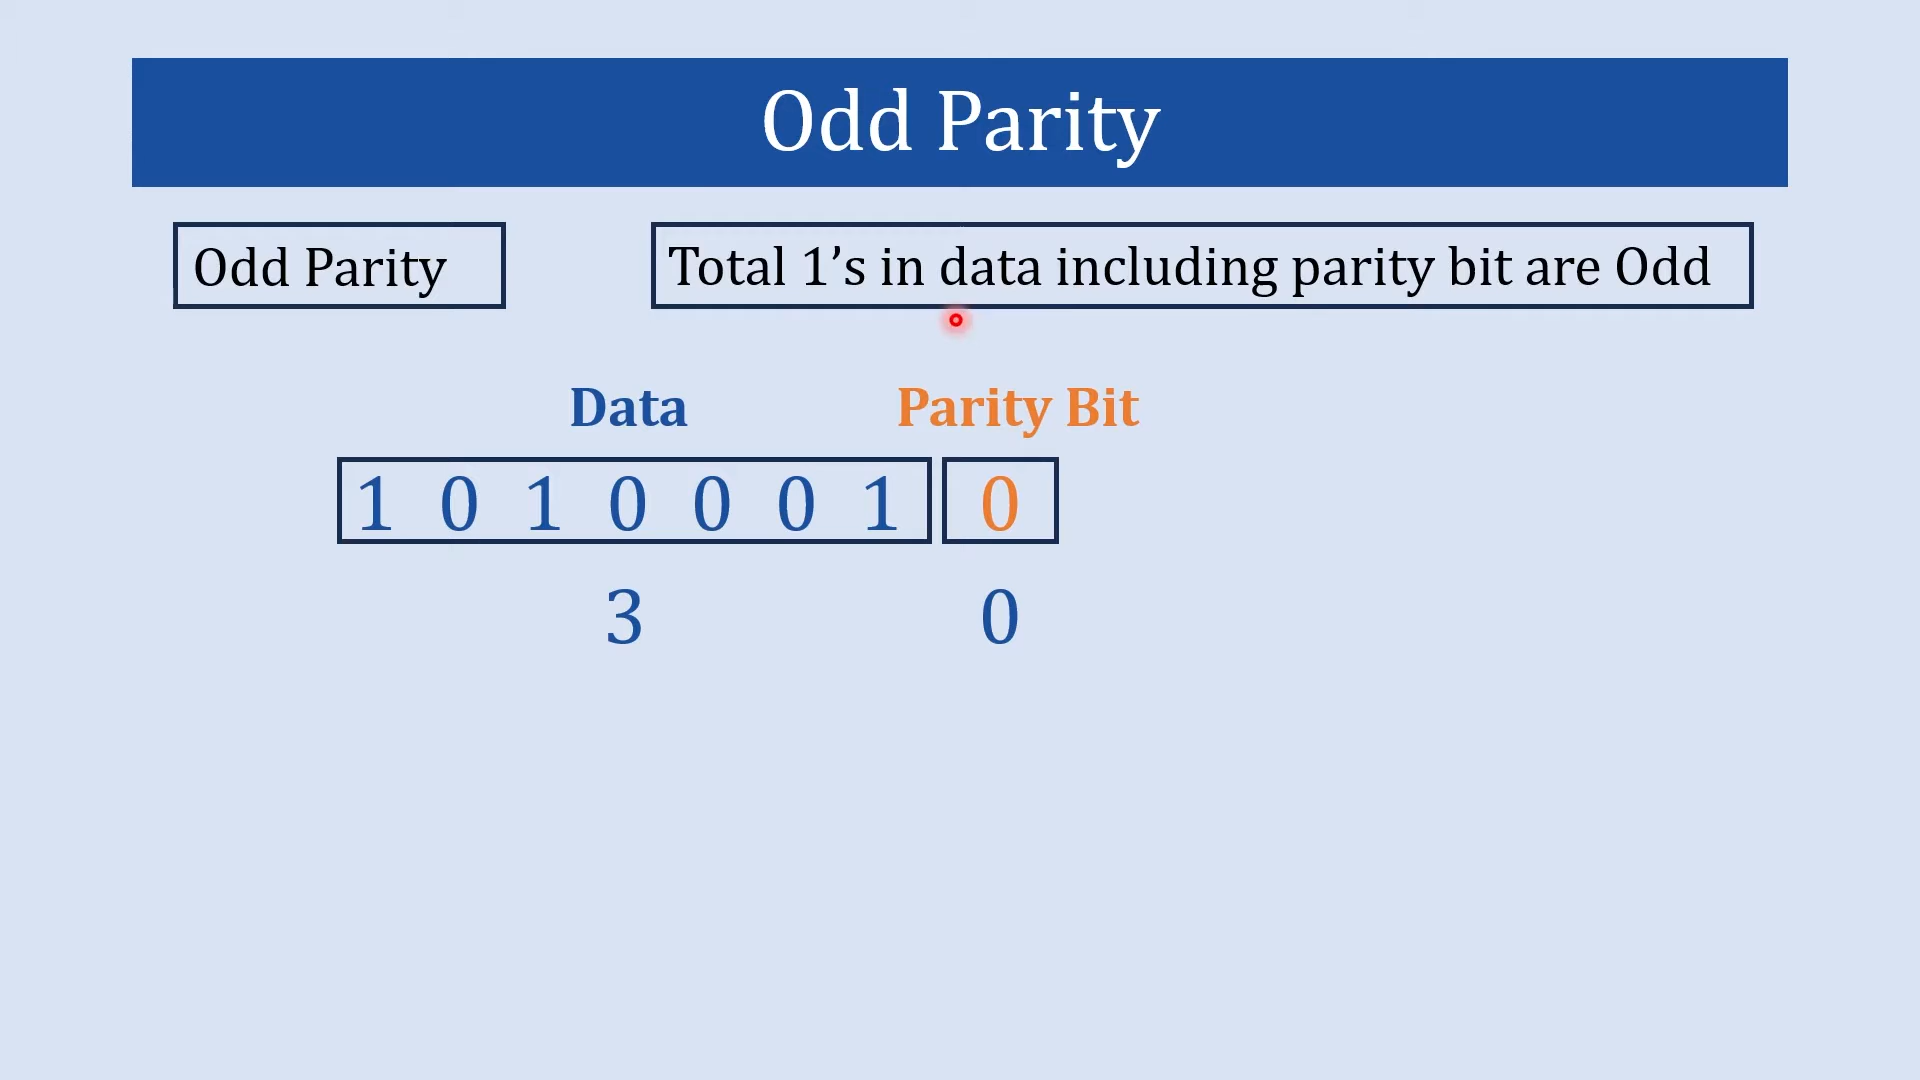 Odd Parity
Odd Parity
Total 1’s in data including parity bit are Odd
Data Parity Bit
1 0 1 0 0 0 1 0
3 0